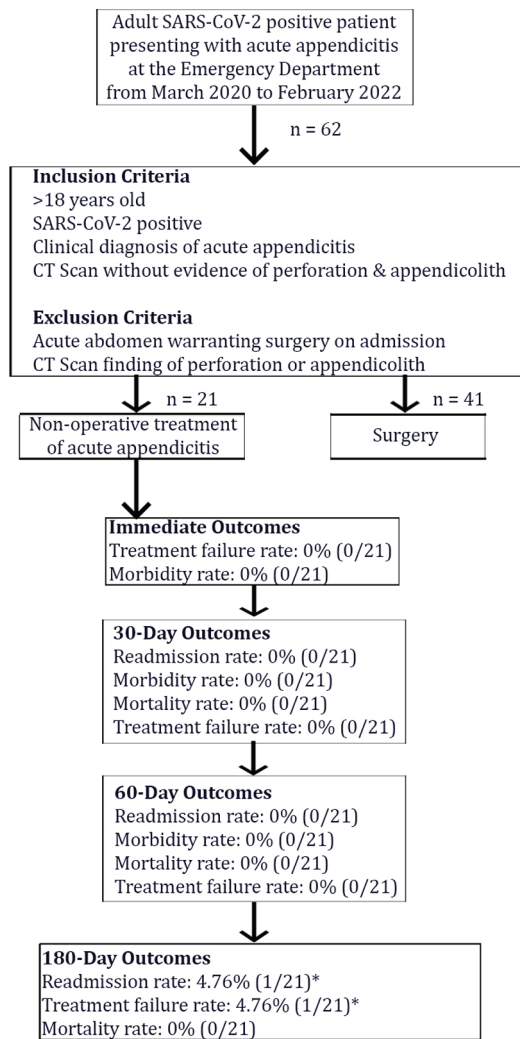 Adult SARS-CoV-2 positive patient
presenting with acute appendicitis
at the Emergency Department
from March 2020 to February 2022
n = 62
Inclusion Criteria
>18 years old
SARS-CoV-2 positive
Clinical diagnosis of acute appendicitis
CT Scan without evidence of perforation & appendicolith
Exclusion Criteria
Acute abdomen warranting surgery on admission
CT Scan finding of perforation or appendicolith
n = 21
n = 41
Non-operative treatment
of acute appendicitis
Surgery
Immediate Outcomes
Treatment failure rate: 0% (0/21)
Morbidity rate: 0% (0/21)
30-Day Outcomes
Readmission rate: 0% (0/21)
Morbidity rate: 0% (0/21)
Mortality rate: 0% (0/21)
Treatment failure rate: 0% (0/21)
60-Day Outcomes
Readmission rate: 0% (0/21)
Morbidity rate: 0% (0/21)
Mortality rate: 0% (0/21)
Treatment failure rate: 0% (0/21)
180-Day Outcomes
Readmission rate: 4.76% (1/21)*
Treatment failure rate: 4.76% (1/21)*
Mortality rate: 0% (0/21)